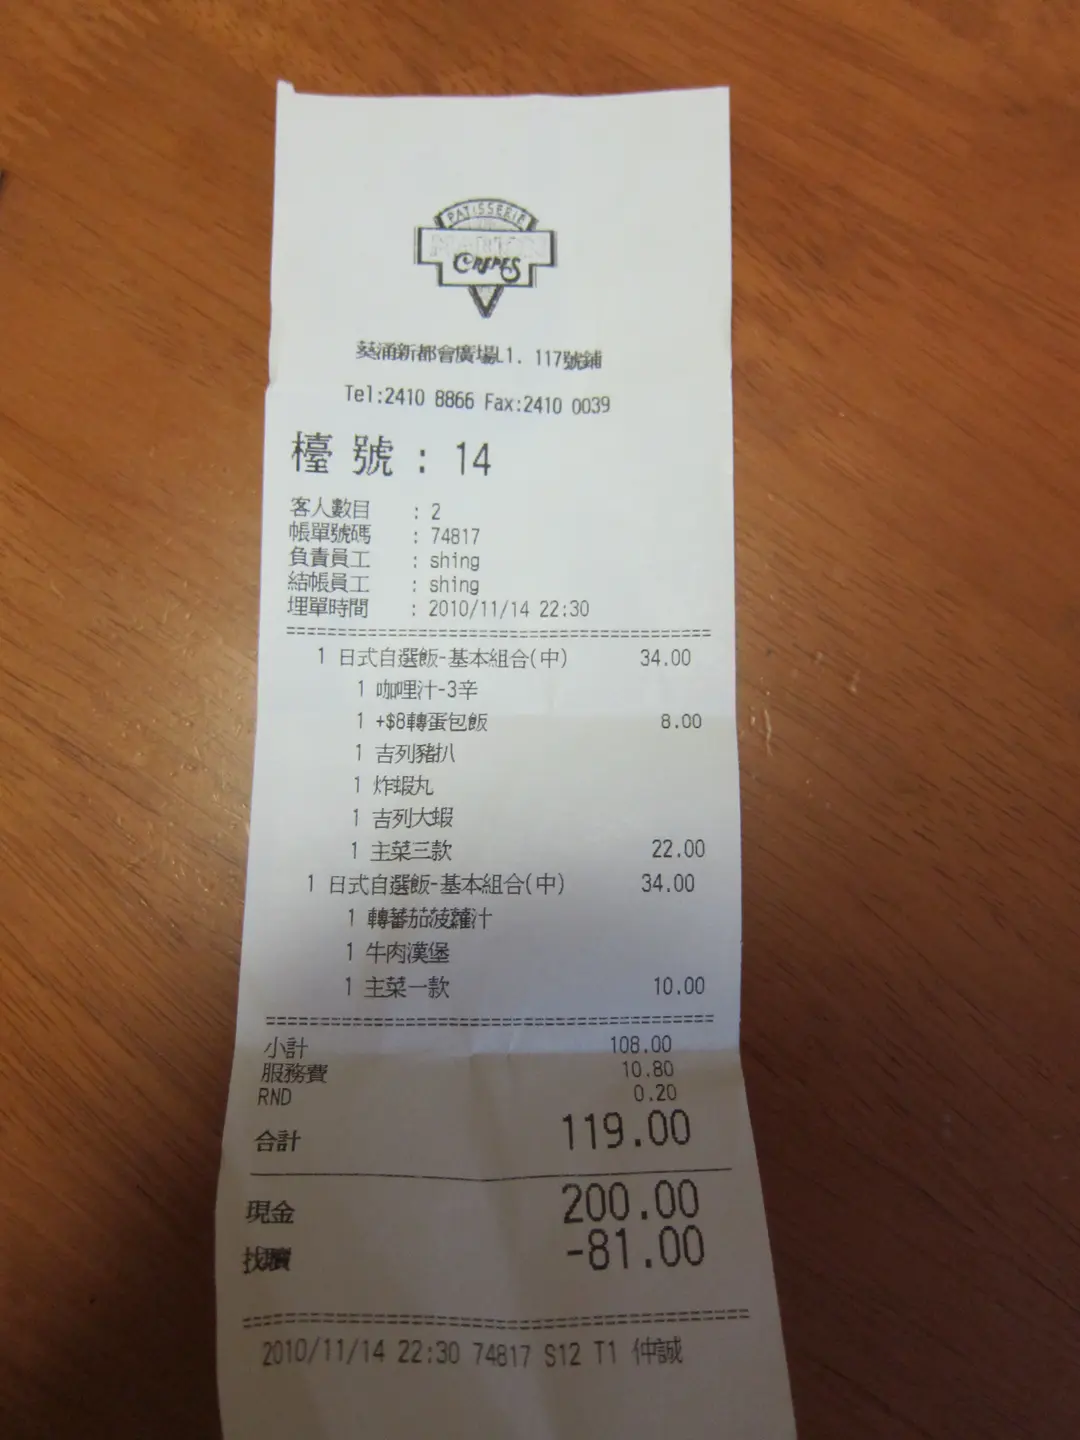 PATISSERIE
CREPES
葵涌新都會廣場L1. 117號鋪
Tel:2410 8866 Fax:2410 0039
檯號 : 14
客人數目 : 2
帳單號碼 : 74817
負責員工 : shing
結帳員工 : shing
埋單時間 : 2010/11/14 22:30
1 日式自選飯-基本組合(中) 34.00
1 咖哩汁-3辛
1 +$8轉蛋包飯 8.00
1 吉列豬扒
1 炸蝦丸
1 吉列大蝦
1 主菜三款 22.00
1 日式自選飯-基本組合(中) 34.00
1 轉蕃茄菠蘿汁
1 牛肉漢堡
1 主菜一款 10.00
小計 108.00
服務費 10.80
RND 0.20
合計 119.00
現金 200.00
找贖 -81.00
2010/11/14 22:30 74817 S12 T1 仲誠